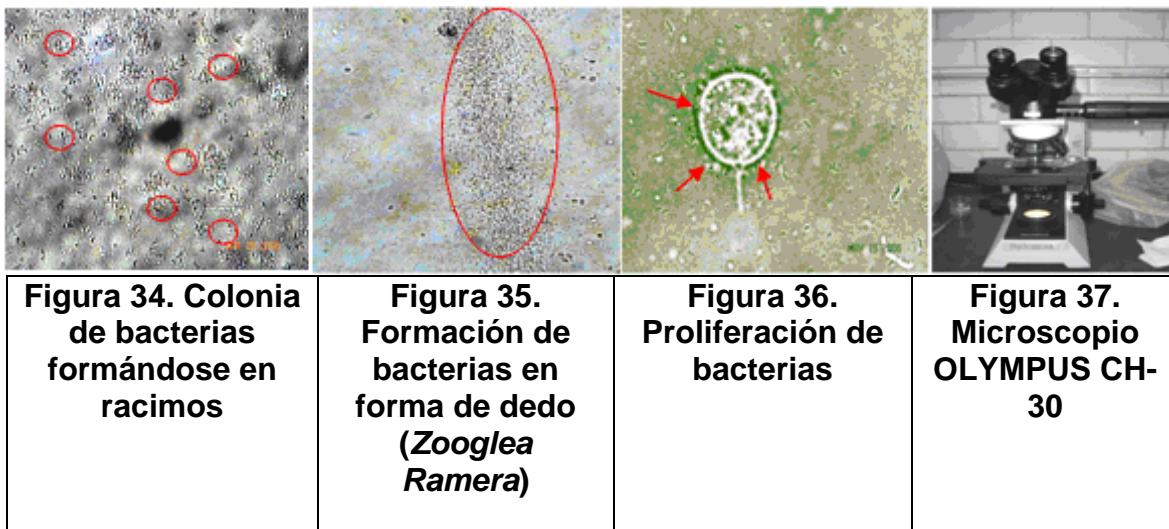 Figura 34. Colonia
de bacterias
formándose en
racimos
Figura 35.
Formación de
bacterias en
forma de dedo
(Zooglea
Ramera)
Figura 36.
Proliferación de
bacterias
Figura 37.
Microscopio
OLYMPUS CH-
30